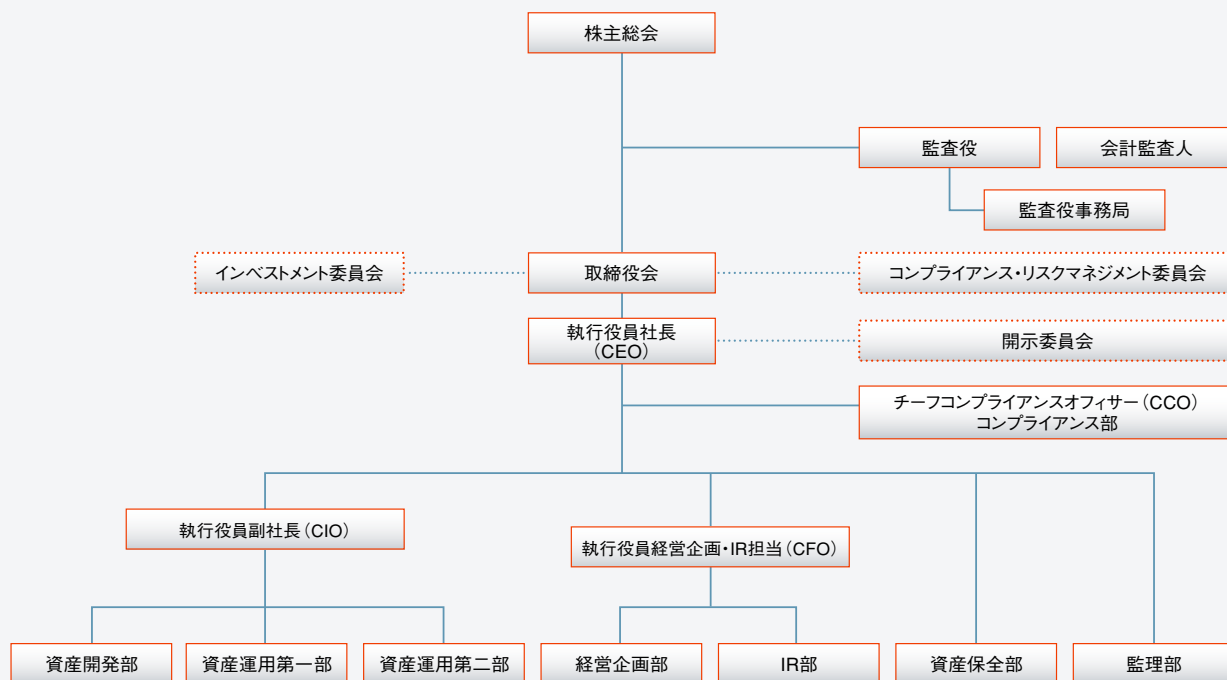 株主総会
監査役
会計監査人
監査役事務局
インベストメント委員会
取締役会
コンプライアンス・リスクマネジメント委員会
執行役員社長
（CEO）
開示委員会
チーフコンプライアンスオフィサー（CCO）
コンプライアンス部
執行役員副社長（CIO）
執行役員経営企画・IR担当（CFO）
資産開発部
資産運用第一部
資産運用第二部
経営企画部
IR部
資産保全部
監理部